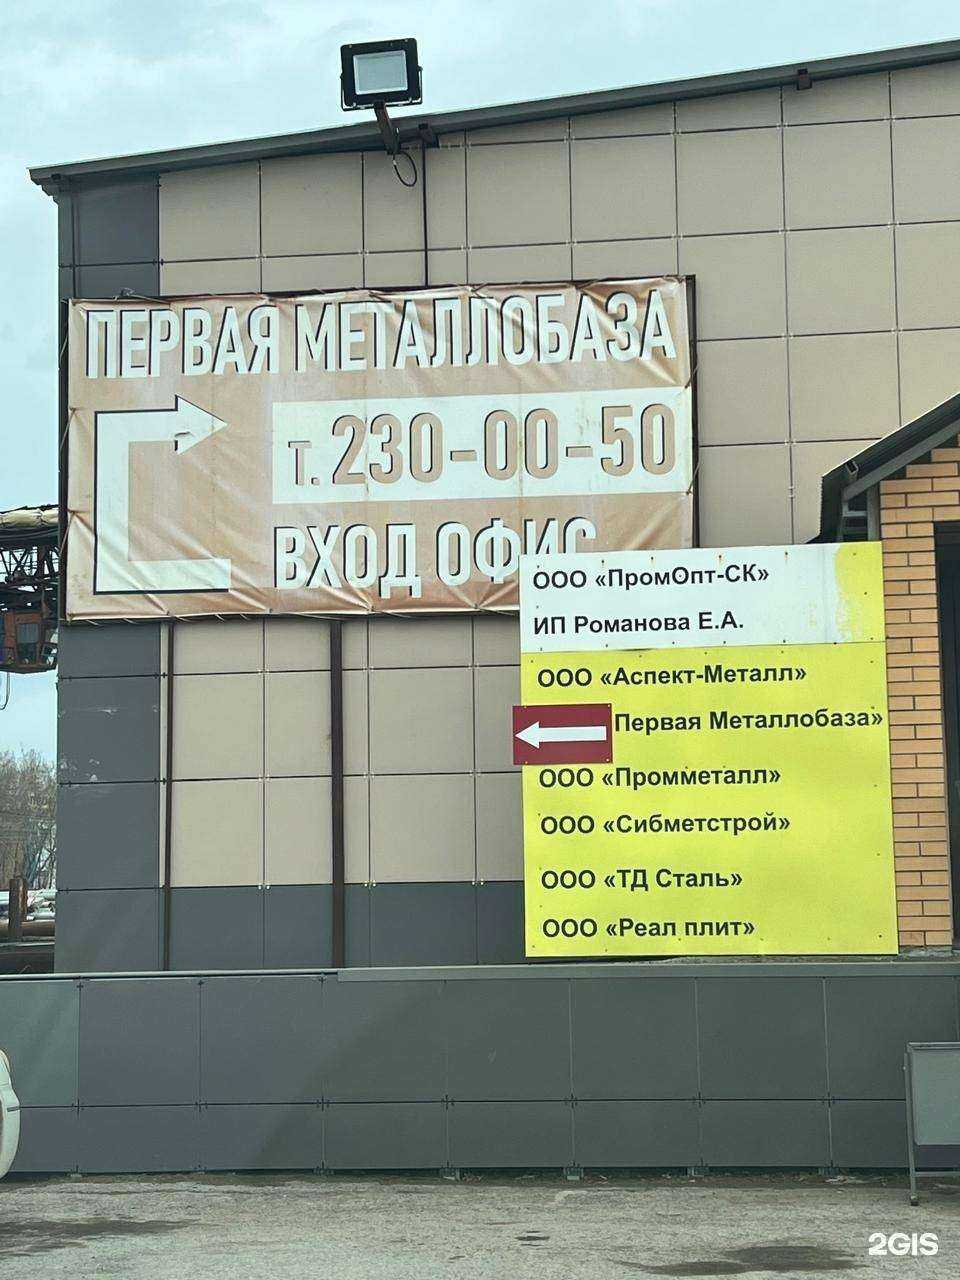 ПЕРВАЯ МЕТАЛЛОБАЗА
т. 230-00-50
ВХОД ОФИС
ООО «ПромОпт-СК»
ИП Романова Е.А.
ООО «Аспект-Металл»
Первая Металлобаза»
ООО «Промметалл»
ООО «Сибметстрой»
ООО «ТД Сталь»
ООО «Реал плит»
2GIS